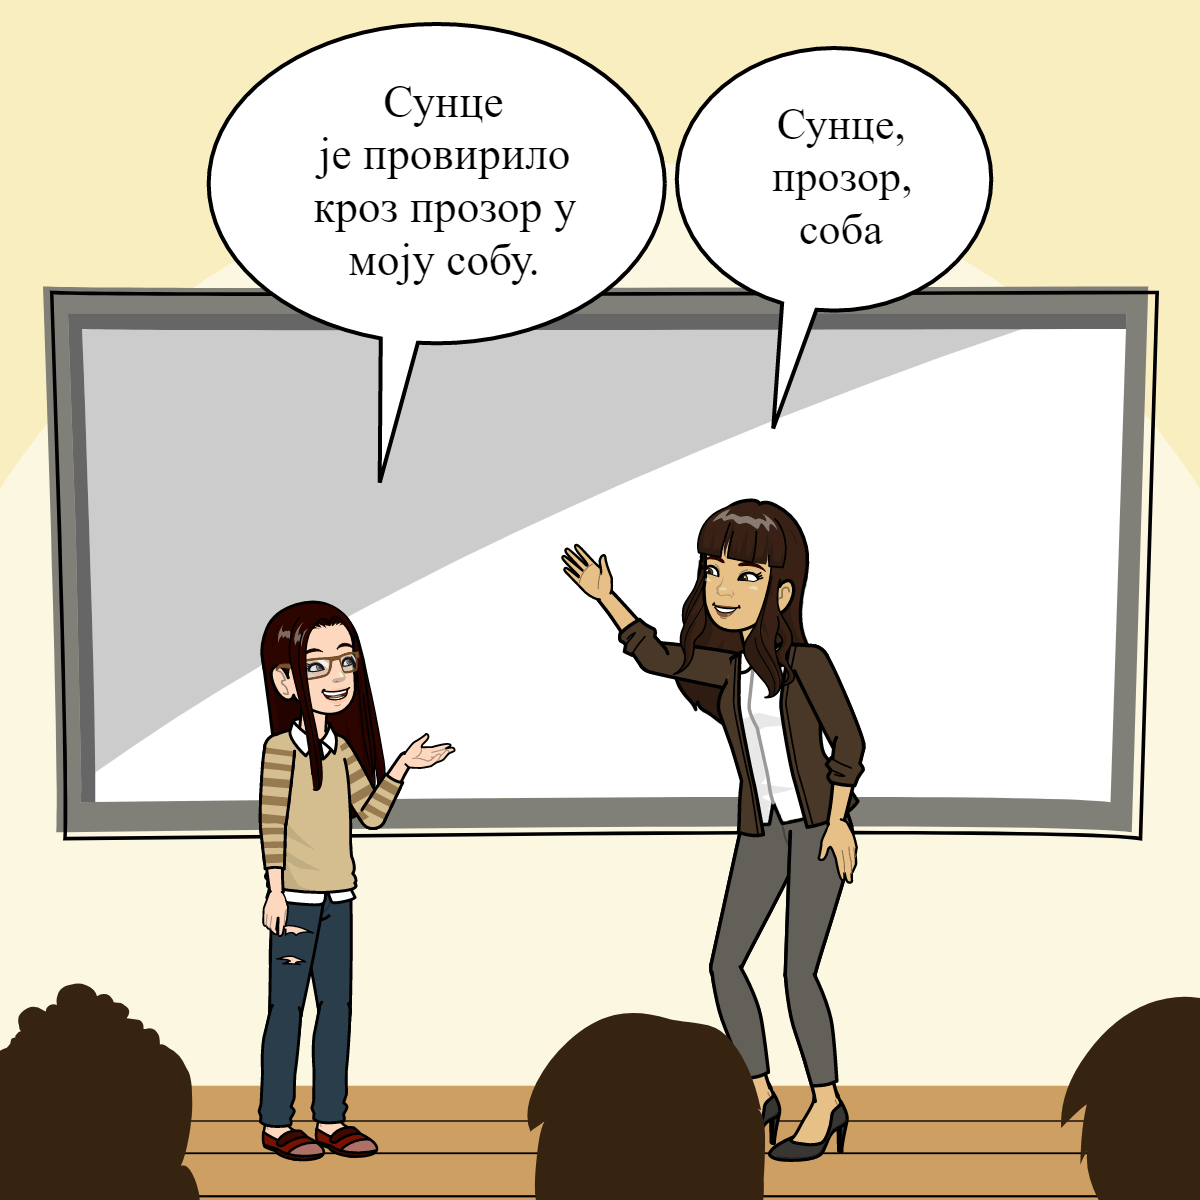 Сунце
је провирило
кроз прозор у
моју собу.
Сунце,
прозор,
соба